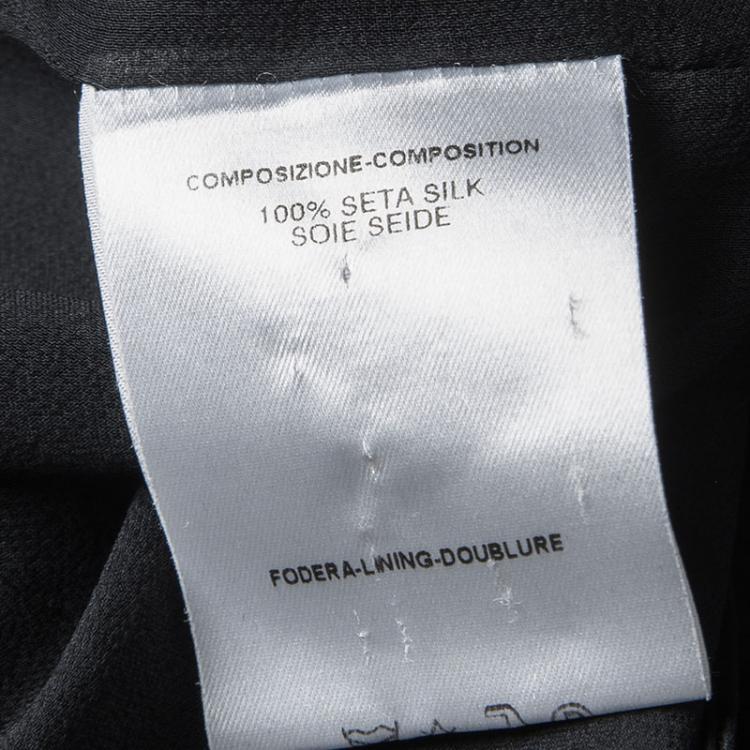 COMPOSIZIONE-COMPOSITION
100% SETA SILK
SOIE SEIDE
FODERA-LINING-DOUBLURE